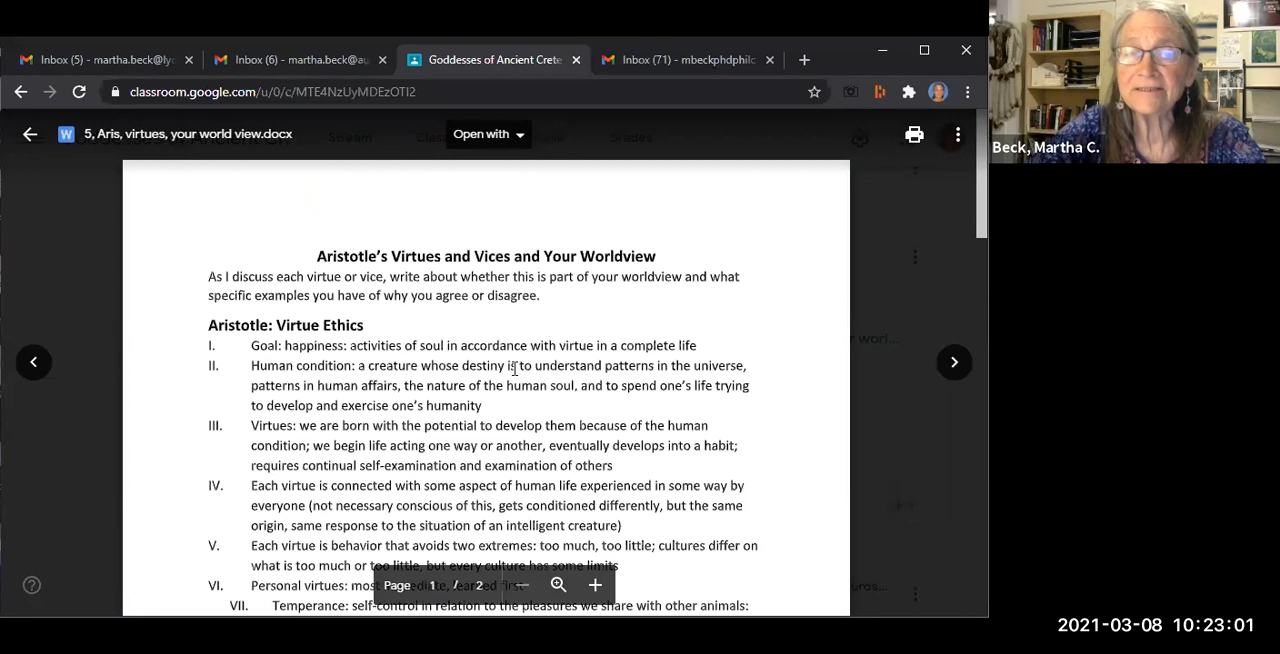 Inbox (5) - martha.beck@lyo
Inbox (6) - martha.beck@au
Goddesses of Ancient Crete
Inbox (71) - mbeckphdphilo
classroom.google.com/u/0/c/MTE4NzUyMDEzOTI2
5, Aris, virtues, your world view.docx
Open with
Beck, Martha C.
Aristotle's Virtues and Vices and Your Worldview
As I discuss each virtue or vice, write about whether this is part of your worldview and what
specific examples you have of why you agree or disagree.
Aristotle: Virtue Ethics
I. Goal: happiness: activities of soul in accordance with virtue in a complete life
II. Human condition: a creature whose destiny is to understand patterns in the universe,
patterns in human affairs, the nature of the human soul, and to spend one's life trying
to develop and exercise one's humanity
III. Virtues: we are born with the potential to develop them because of the human
condition; we begin life acting one way or another, eventually develops into a habit;
requires continual self-examination and examination of others
IV. Each virtue is connected with some aspect of human life experienced in some way by
everyone (not necessary conscious of this, gets conditioned differently, but the same
origin, same response to the situation of an intelligent creature)
V. Each virtue is behavior that avoids two extremes: too much, too little; cultures differ on
what is too much or too little, but every culture has some limits
VI. Personal virtues: most immediate, learned first
Page 1 / 2
VII. Temperance: self-control in relation to the pleasures we share with other animals:
2021-03-08 10:23:01